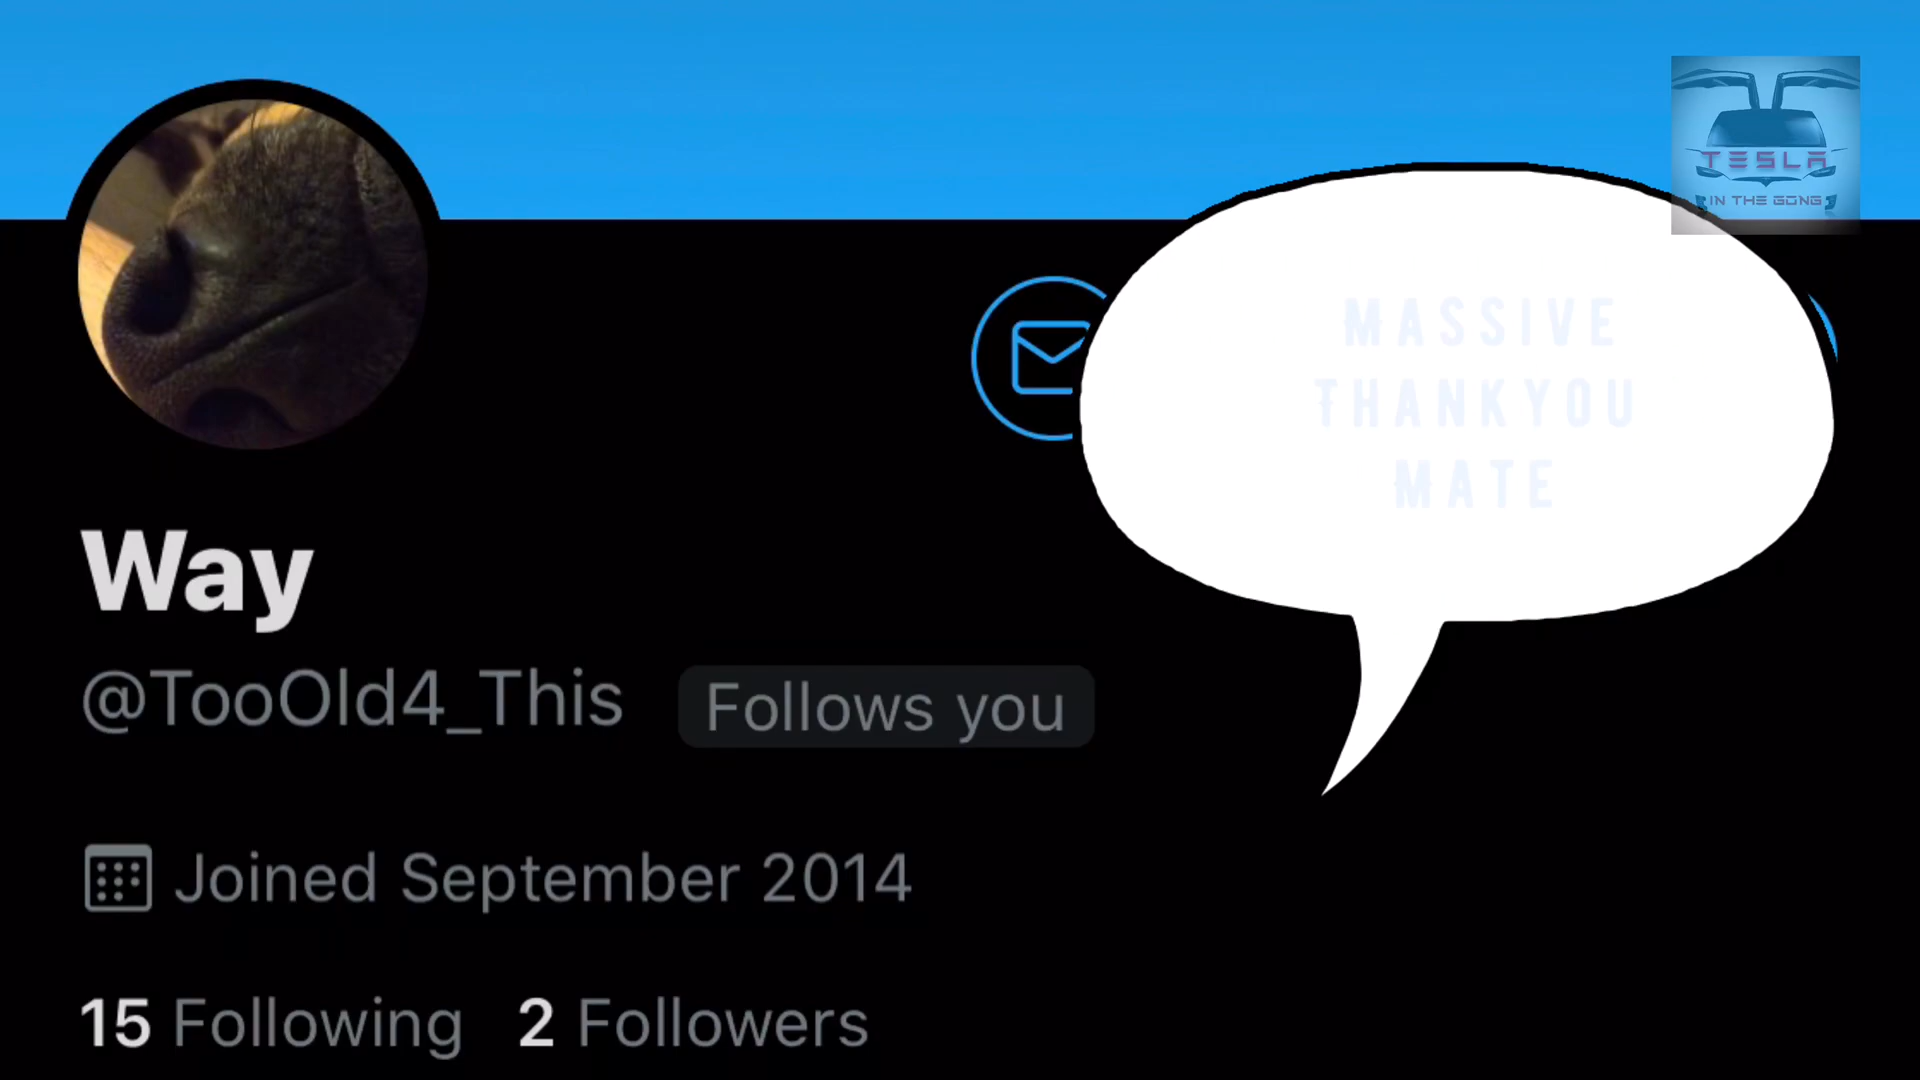 TESLA
IN THE GONG
MASSIVE
THANKYOU
MATE
Way
@TooOld4_This Follows you
Joined September 2014
15 Following 2 Followers